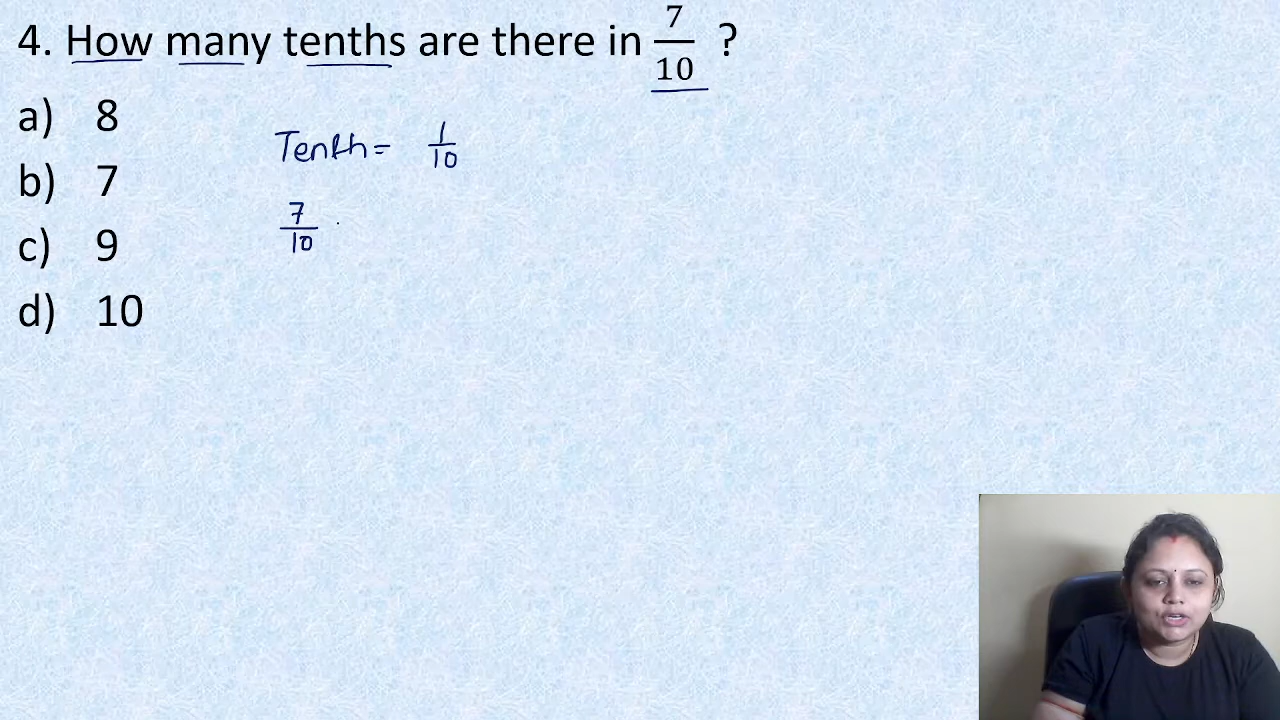 4. How many tenths are there in 7/10 ?
a) 8
b) 7
c) 9
d) 10
Tenth = 1/10
7/10